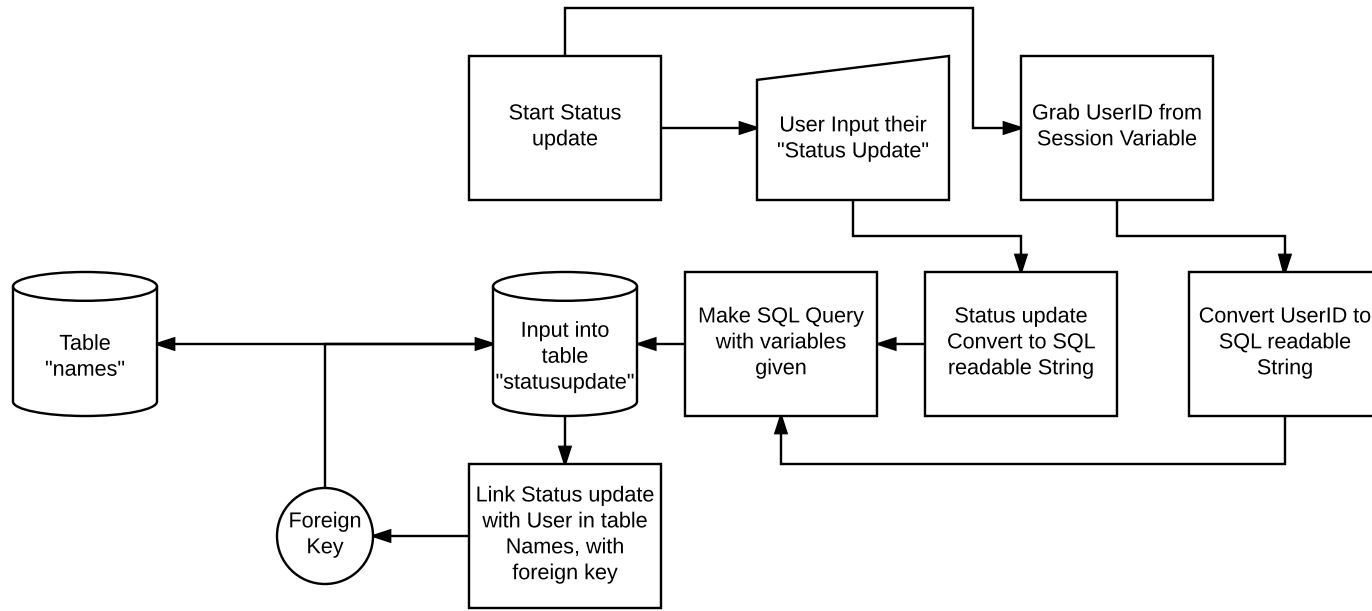 Start Status
update
User Input their
"Status Update"
Grab UserID from
Session Variable
Table
"names"
Input into
table
"statusupdate"
Make SQL Query
with variables
given
Status update
Convert to SQL
readable String
Convert UserID to
SQL readable
String
Link Status update
with User in table
Names, with
foreign key
Foreign
Key